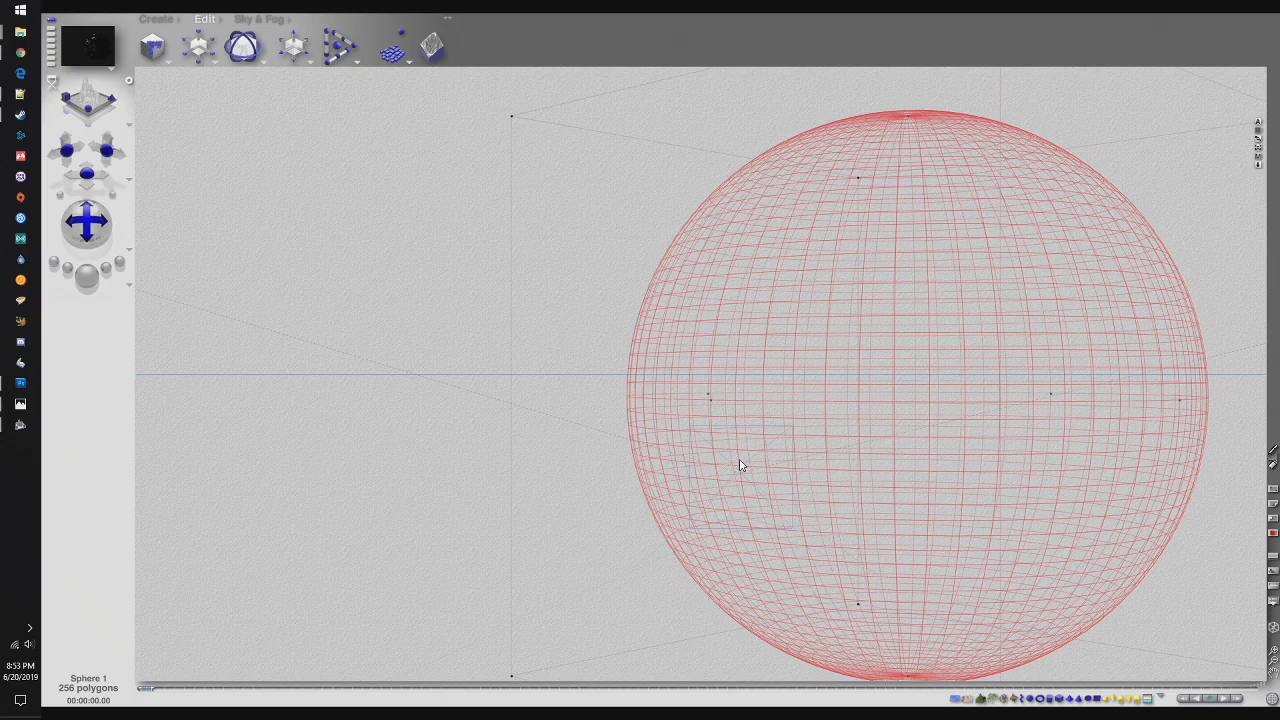 Create
Edit
Sky & Fog
A
M
8:53 PM
6/20/2019
Sphere 1
256 polygons
00:00:00.00